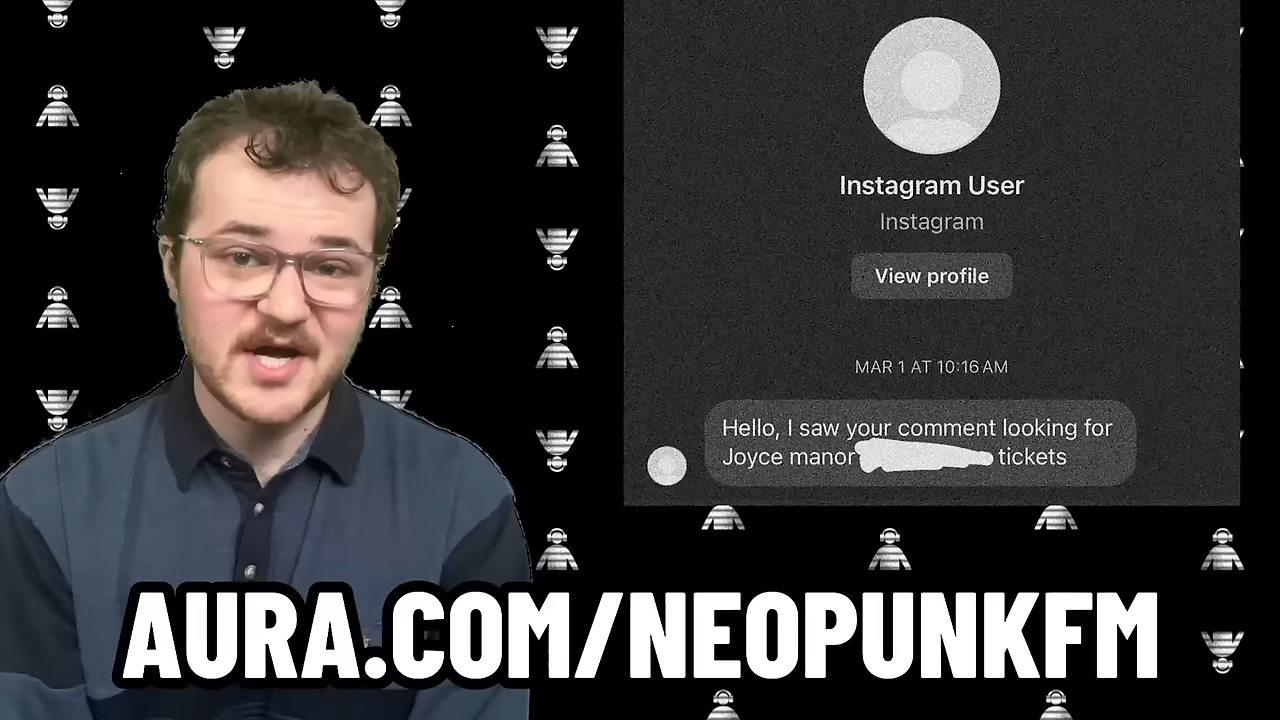 Instagram User
Instagram
View profile
MAR 1 AT 10:16 AM
Hello, I saw your comment looking for
Joyce manor tickets
AURA.COM/NEOPUNKFM